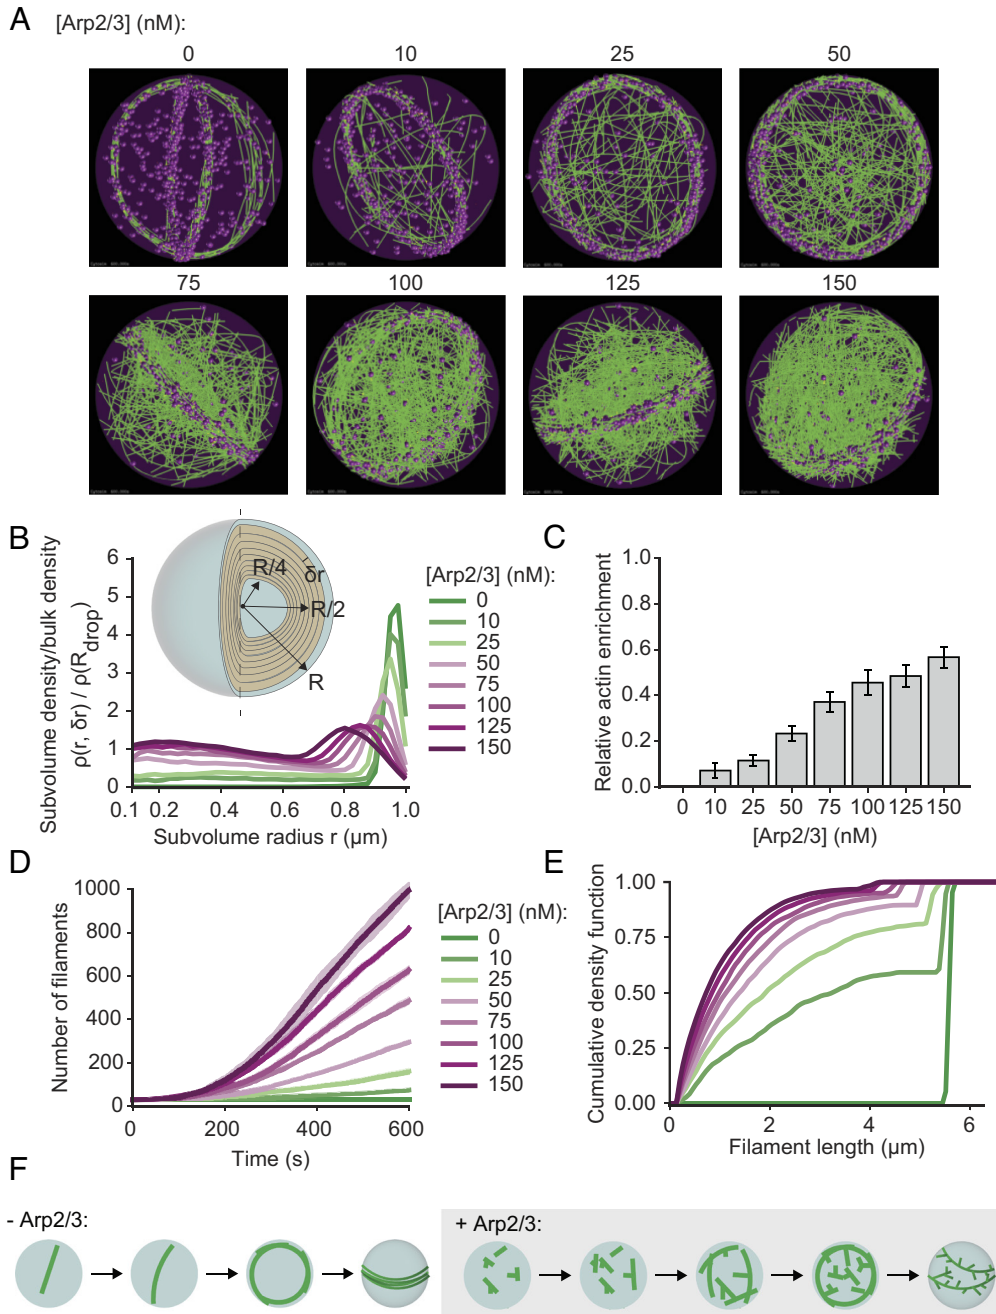 A
[Arp2/3] (nM):
0 10 25 50
75 100 125 150
B
Subvolume density/bulk density
ρ(r, δr) / ρ(R_drop)
6
5
4
3
2
1
0
0.1 0.2 0.4 0.6 0.8 1.0
Subvolume radius r (μm)
R/4
δr
R/2
R
[Arp2/3] (nM):
0
10
25
50
75
100
125
150
C
Relative actin enrichment
1.0
0.8
0.6
0.4
0.2
0.0
0 10 25 50 75 100 125 150
[Arp2/3] (nM)
D
Number of filaments
1000
800
600
400
200
0
0 200 400 600
Time (s)
[Arp2/3] (nM):
0
10
25
50
75
100
125
150
E
Cumulative density function
1.00
0.75
0.50
0.25
0.00
0 2 4 6
Filament length (μm)
F
- Arp2/3:
+ Arp2/3: